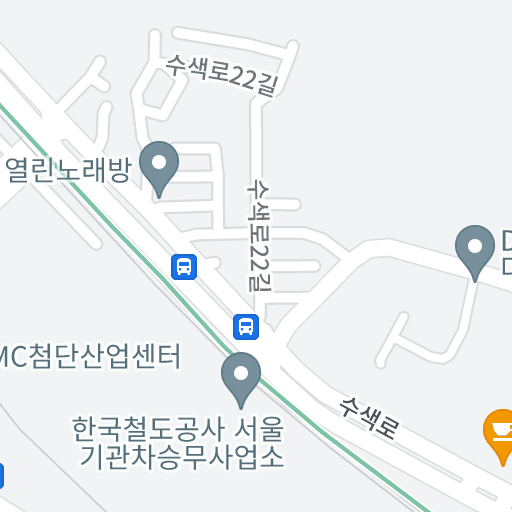 수색로22길
열린노래방
수색로22길
D
D
MC첨단산업센터
수색로
한국철도공사 서울
기관차승무사업소